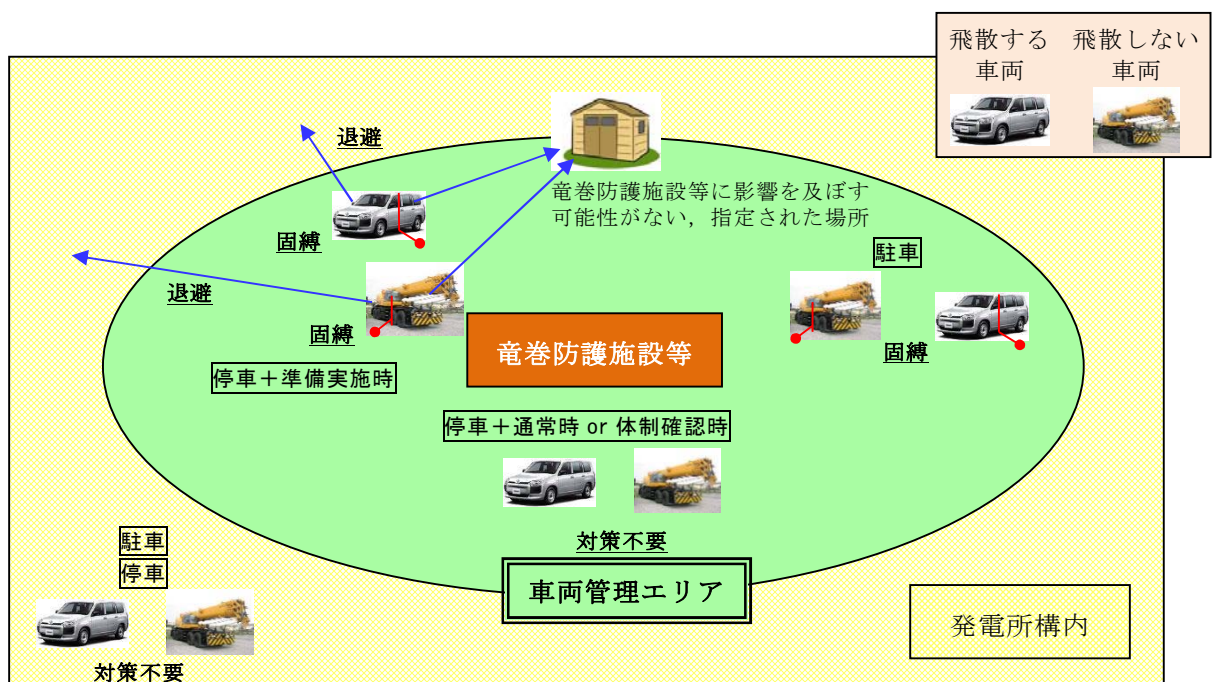 飛散する 飛散しない
車両 車両
退避
竜巻防護施設等に影響を及ぼす
可能性がない，指定された場所
固縛
駐車
退避
固縛
竜巻防護施設等
固縛
停車＋準備実施時
停車＋通常時 or 体制確認時
対策不要
駐車
停車
車両管理エリア
発電所構内
対策不要